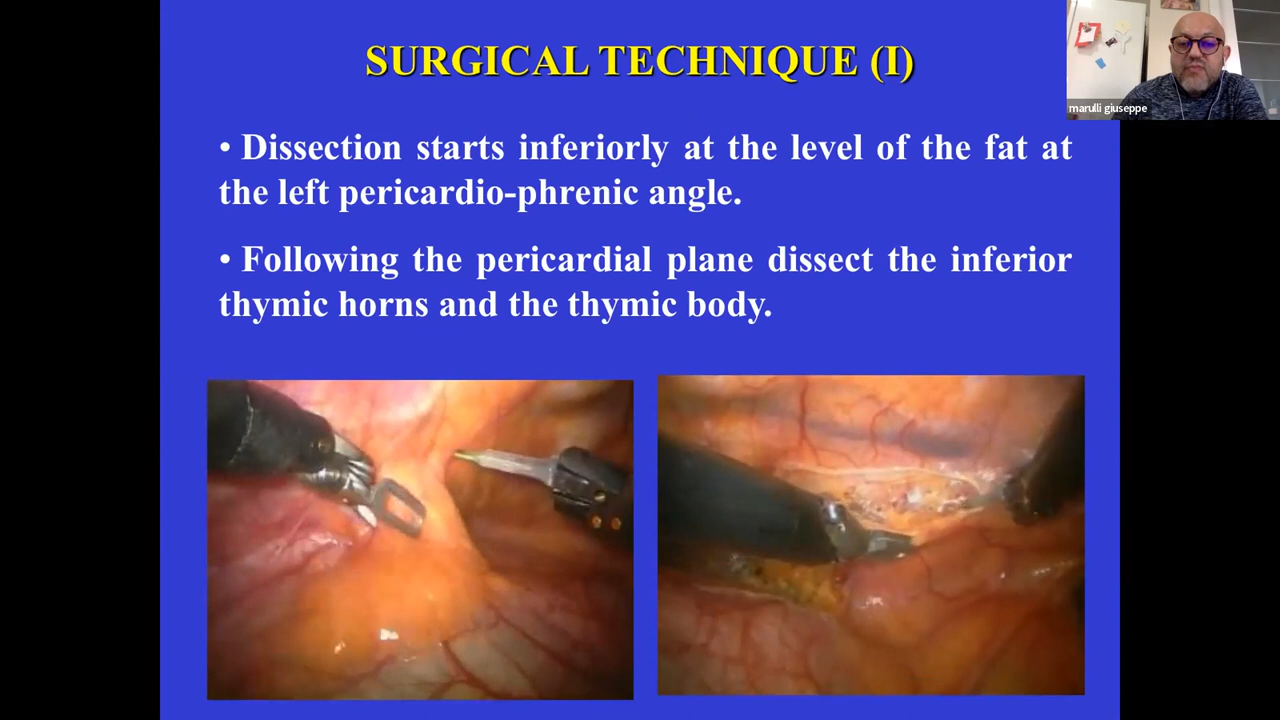 SURGICAL TECHNIQUE (I)
marulli giuseppe
• Dissection starts inferiorly at the level of the fat at
the left pericardio-phrenic angle.
• Following the pericardial plane dissect the inferior
thymic horns and the thymic body.